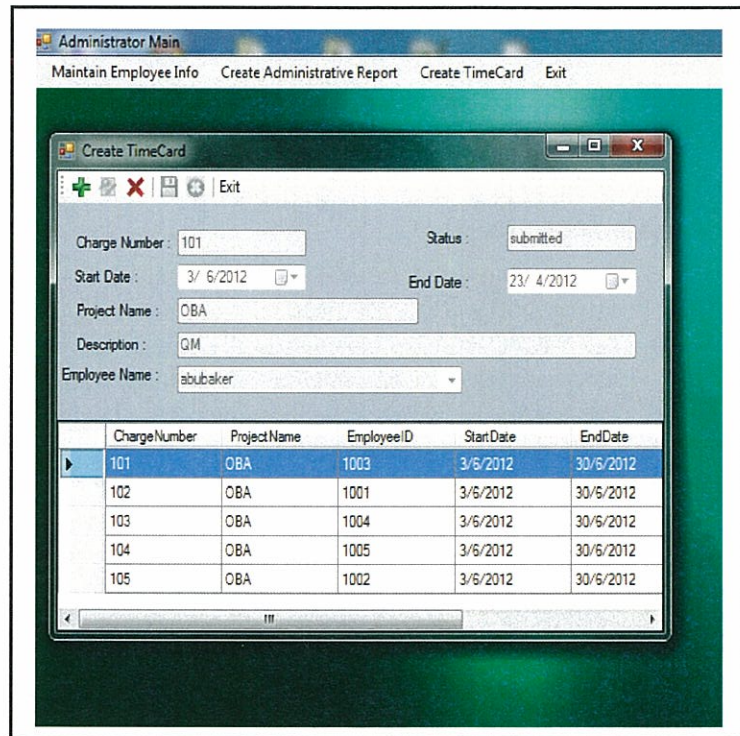 Administrator Main
Maintain Employee Info Create Administrative Report Create TimeCard Exit
Create TimeCard
Exit
Charge Number : 101 Status : submitted
Start Date : 3/ 6/2012 End Date : 23/ 4/2012
Project Name : OBA
Description : QM
Employee Name : abubaker
ChargeNumber ProjectName EmployeeID StartDate EndDate
101 OBA 1003 3/6/2012 30/6/2012
102 OBA 1001 3/6/2012 30/6/2012
103 OBA 1004 3/6/2012 30/6/2012
104 OBA 1005 3/6/2012 30/6/2012
105 OBA 1002 3/6/2012 30/6/2012